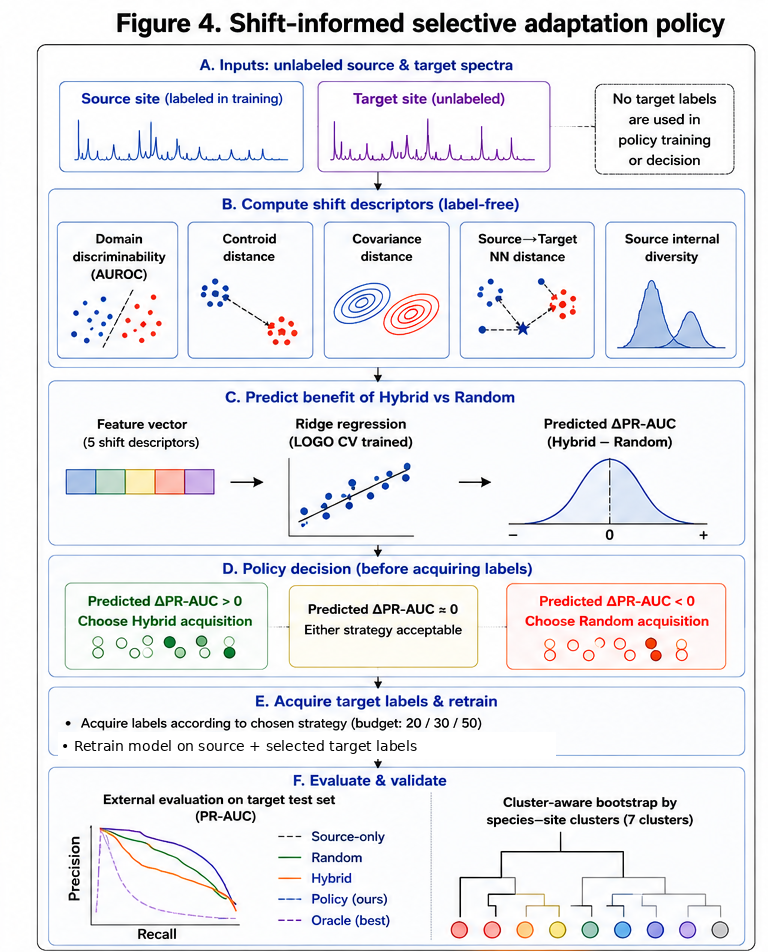 Figure 4. Shift-informed selective adaptation policy
A. Inputs: unlabeled source & target spectra
Source site (labeled in training)
Target site (unlabeled)
No target labels
are used in
policy training
or decision
B. Compute shift descriptors (label-free)
Domain
discriminability
(AUROC)
Controid
distance
Covariance
distance
Source→Target
NN distance
Source internal
diversity
C. Predict benefit of Hybrid vs Random
Feature vector
(5 shift descriptors)
Ridge regression
(LOGO CV trained)
Predicted ΔPR-AUC
(Hybrid – Random)
–
0
+
D. Policy decision (before acquiring labels)
Predicted ΔPR-AUC > 0
Choose Hybrid acquisition
Predicted ΔPR-AUC ≈ 0
Either strategy acceptable
Predicted ΔPR-AUC < 0
Choose Random acquisition
E. Acquire target labels & retrain
• Acquire labels according to chosen strategy (budget: 20 / 30 / 50)
• Retrain model on source + selected target labels
F. Evaluate & validate
External evaluation on target test set
(PR-AUC)
Precision
Recall
Source-only
Random
Hybrid
Policy (ours)
Oracle (best)
Cluster-aware bootstrap by
species–site clusters (7 clusters)